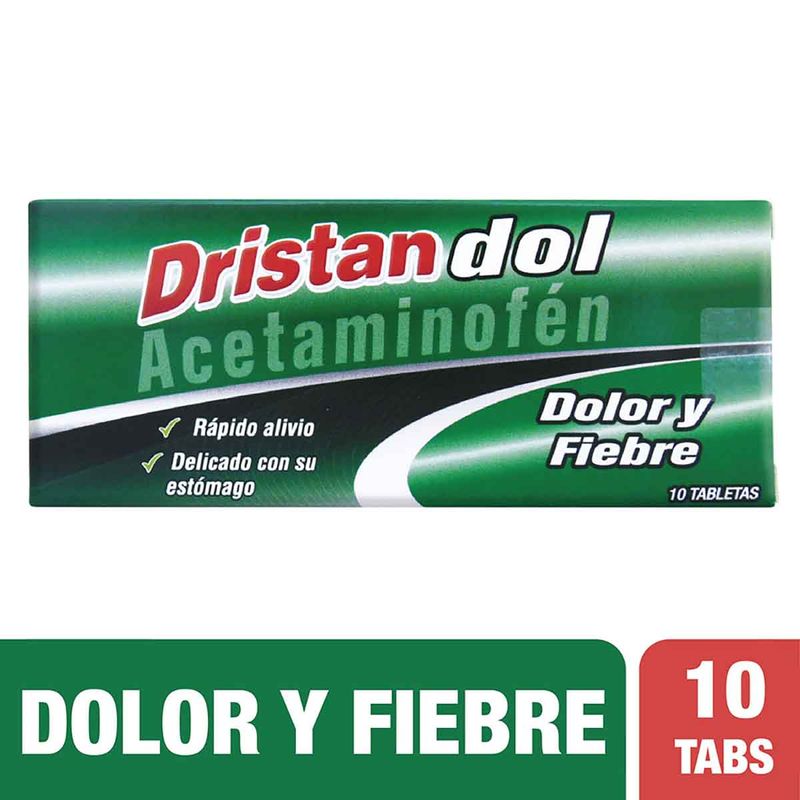 Dristan dol
Acetaminofén
Rápido alivio
Delicado con su
estómago
Dolor y
Fiebre
10 TABLETAS
DOLOR Y FIEBRE
10
TABS